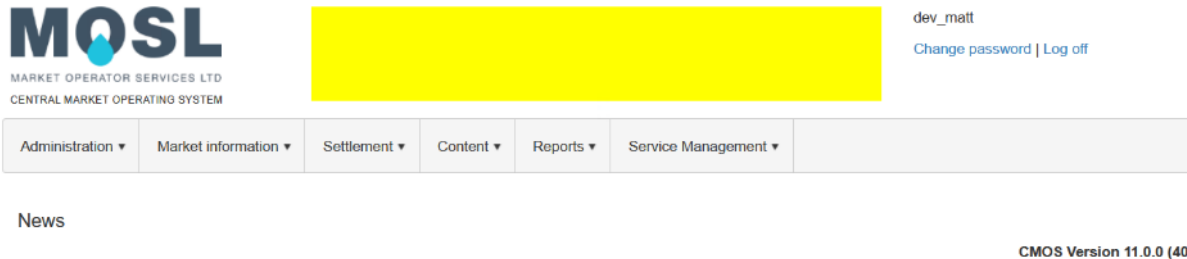 MOSL
MARKET OPERATOR SERVICES LTD
CENTRAL MARKET OPERATING SYSTEM
dev_matt
Change password | Log off
Administration ▾ Market information ▾ Settlement ▾ Content ▾ Reports ▾ Service Management ▾
News
CMOS Version 11.0.0 (40